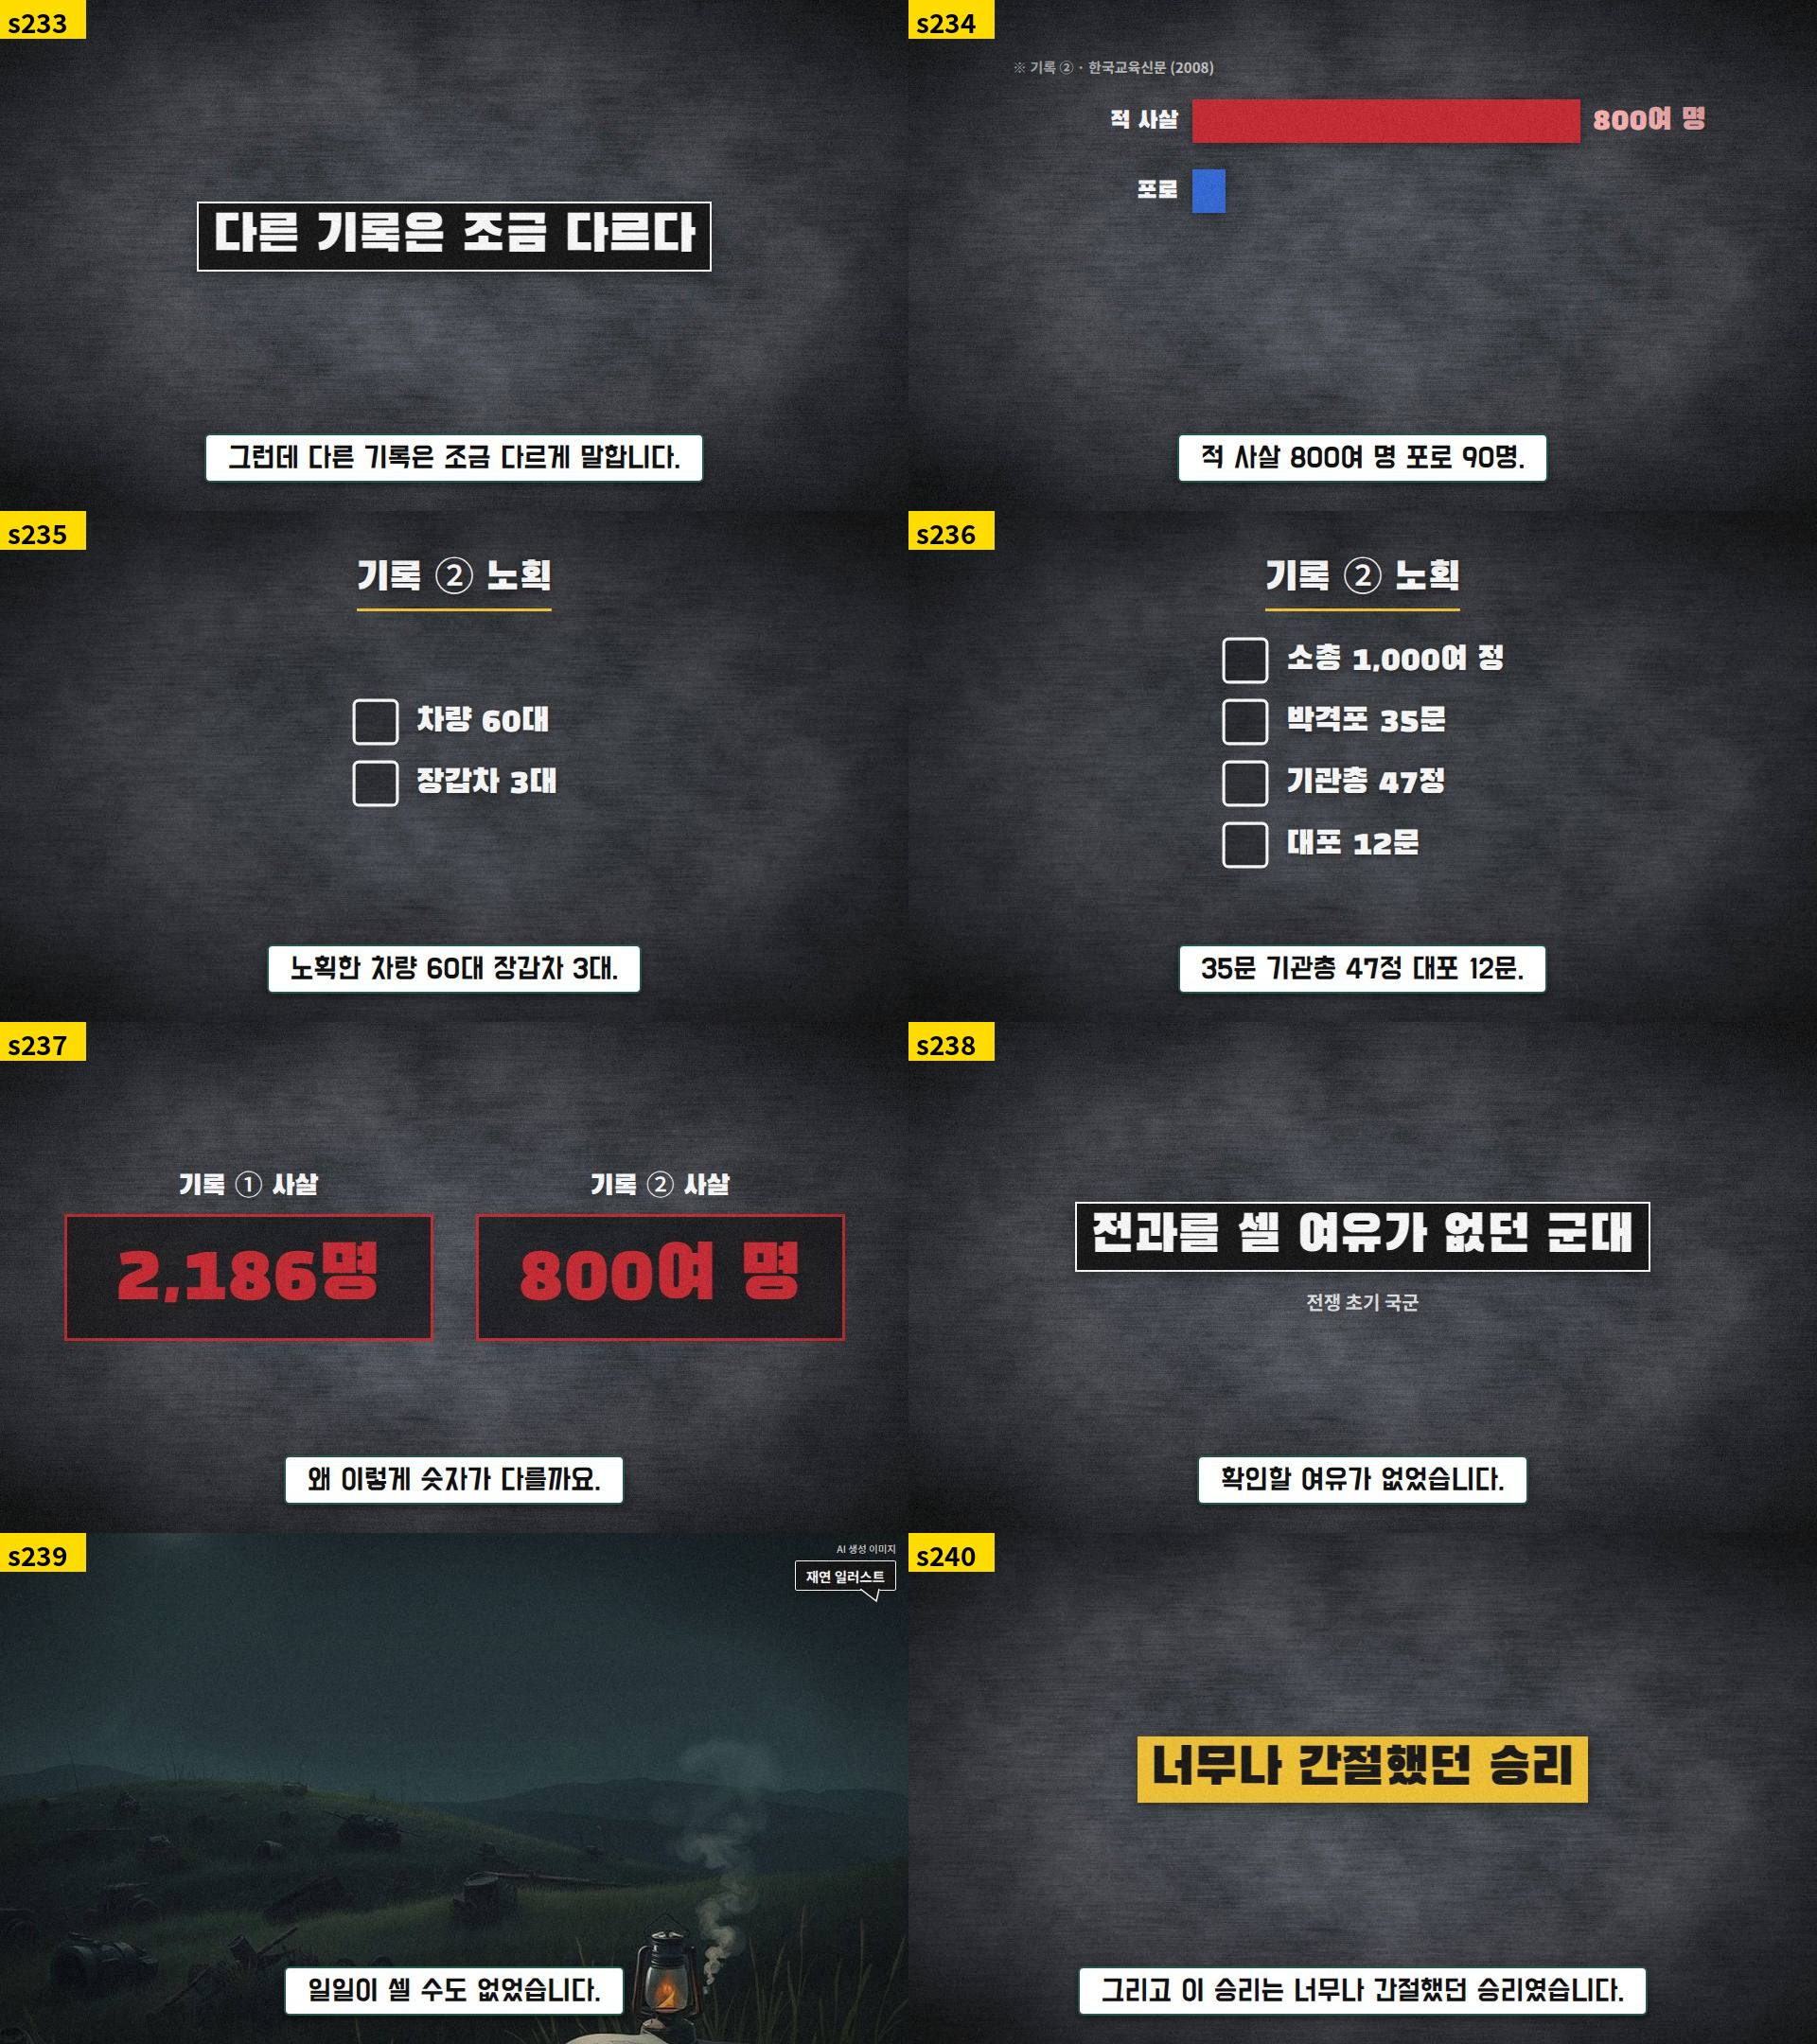 s233
다른 기록은 조금 다르다
그런데 다른 기록은 조금 다르게 말합니다.
s234
※ 기록 ② · 한국교육신문 (2008)
적 사살 800여 명
포로
적 사살 800여 명 포로 90명.
s235
기록 ② 노획
차량 60대
장갑차 3대
노획한 차량 60대 장갑차 3대.
s236
기록 ② 노획
소총 1,000여 정
박격포 35문
기관총 47정
대포 12문
35문 기관총 47정 대포 12문.
s237
기록 ① 사살
2,186명
기록 ② 사살
800여 명
왜 이렇게 숫자가 다를까요.
s238
전과를 셀 여유가 없던 군대
전쟁 초기 국군
확인할 여유가 없었습니다.
s239
AI 생성 이미지
재연 일러스트
일일이 셀 수도 없었습니다.
s240
너무나 간절했던 승리
그리고 이 승리는 너무나 간절했던 승리였습니다.